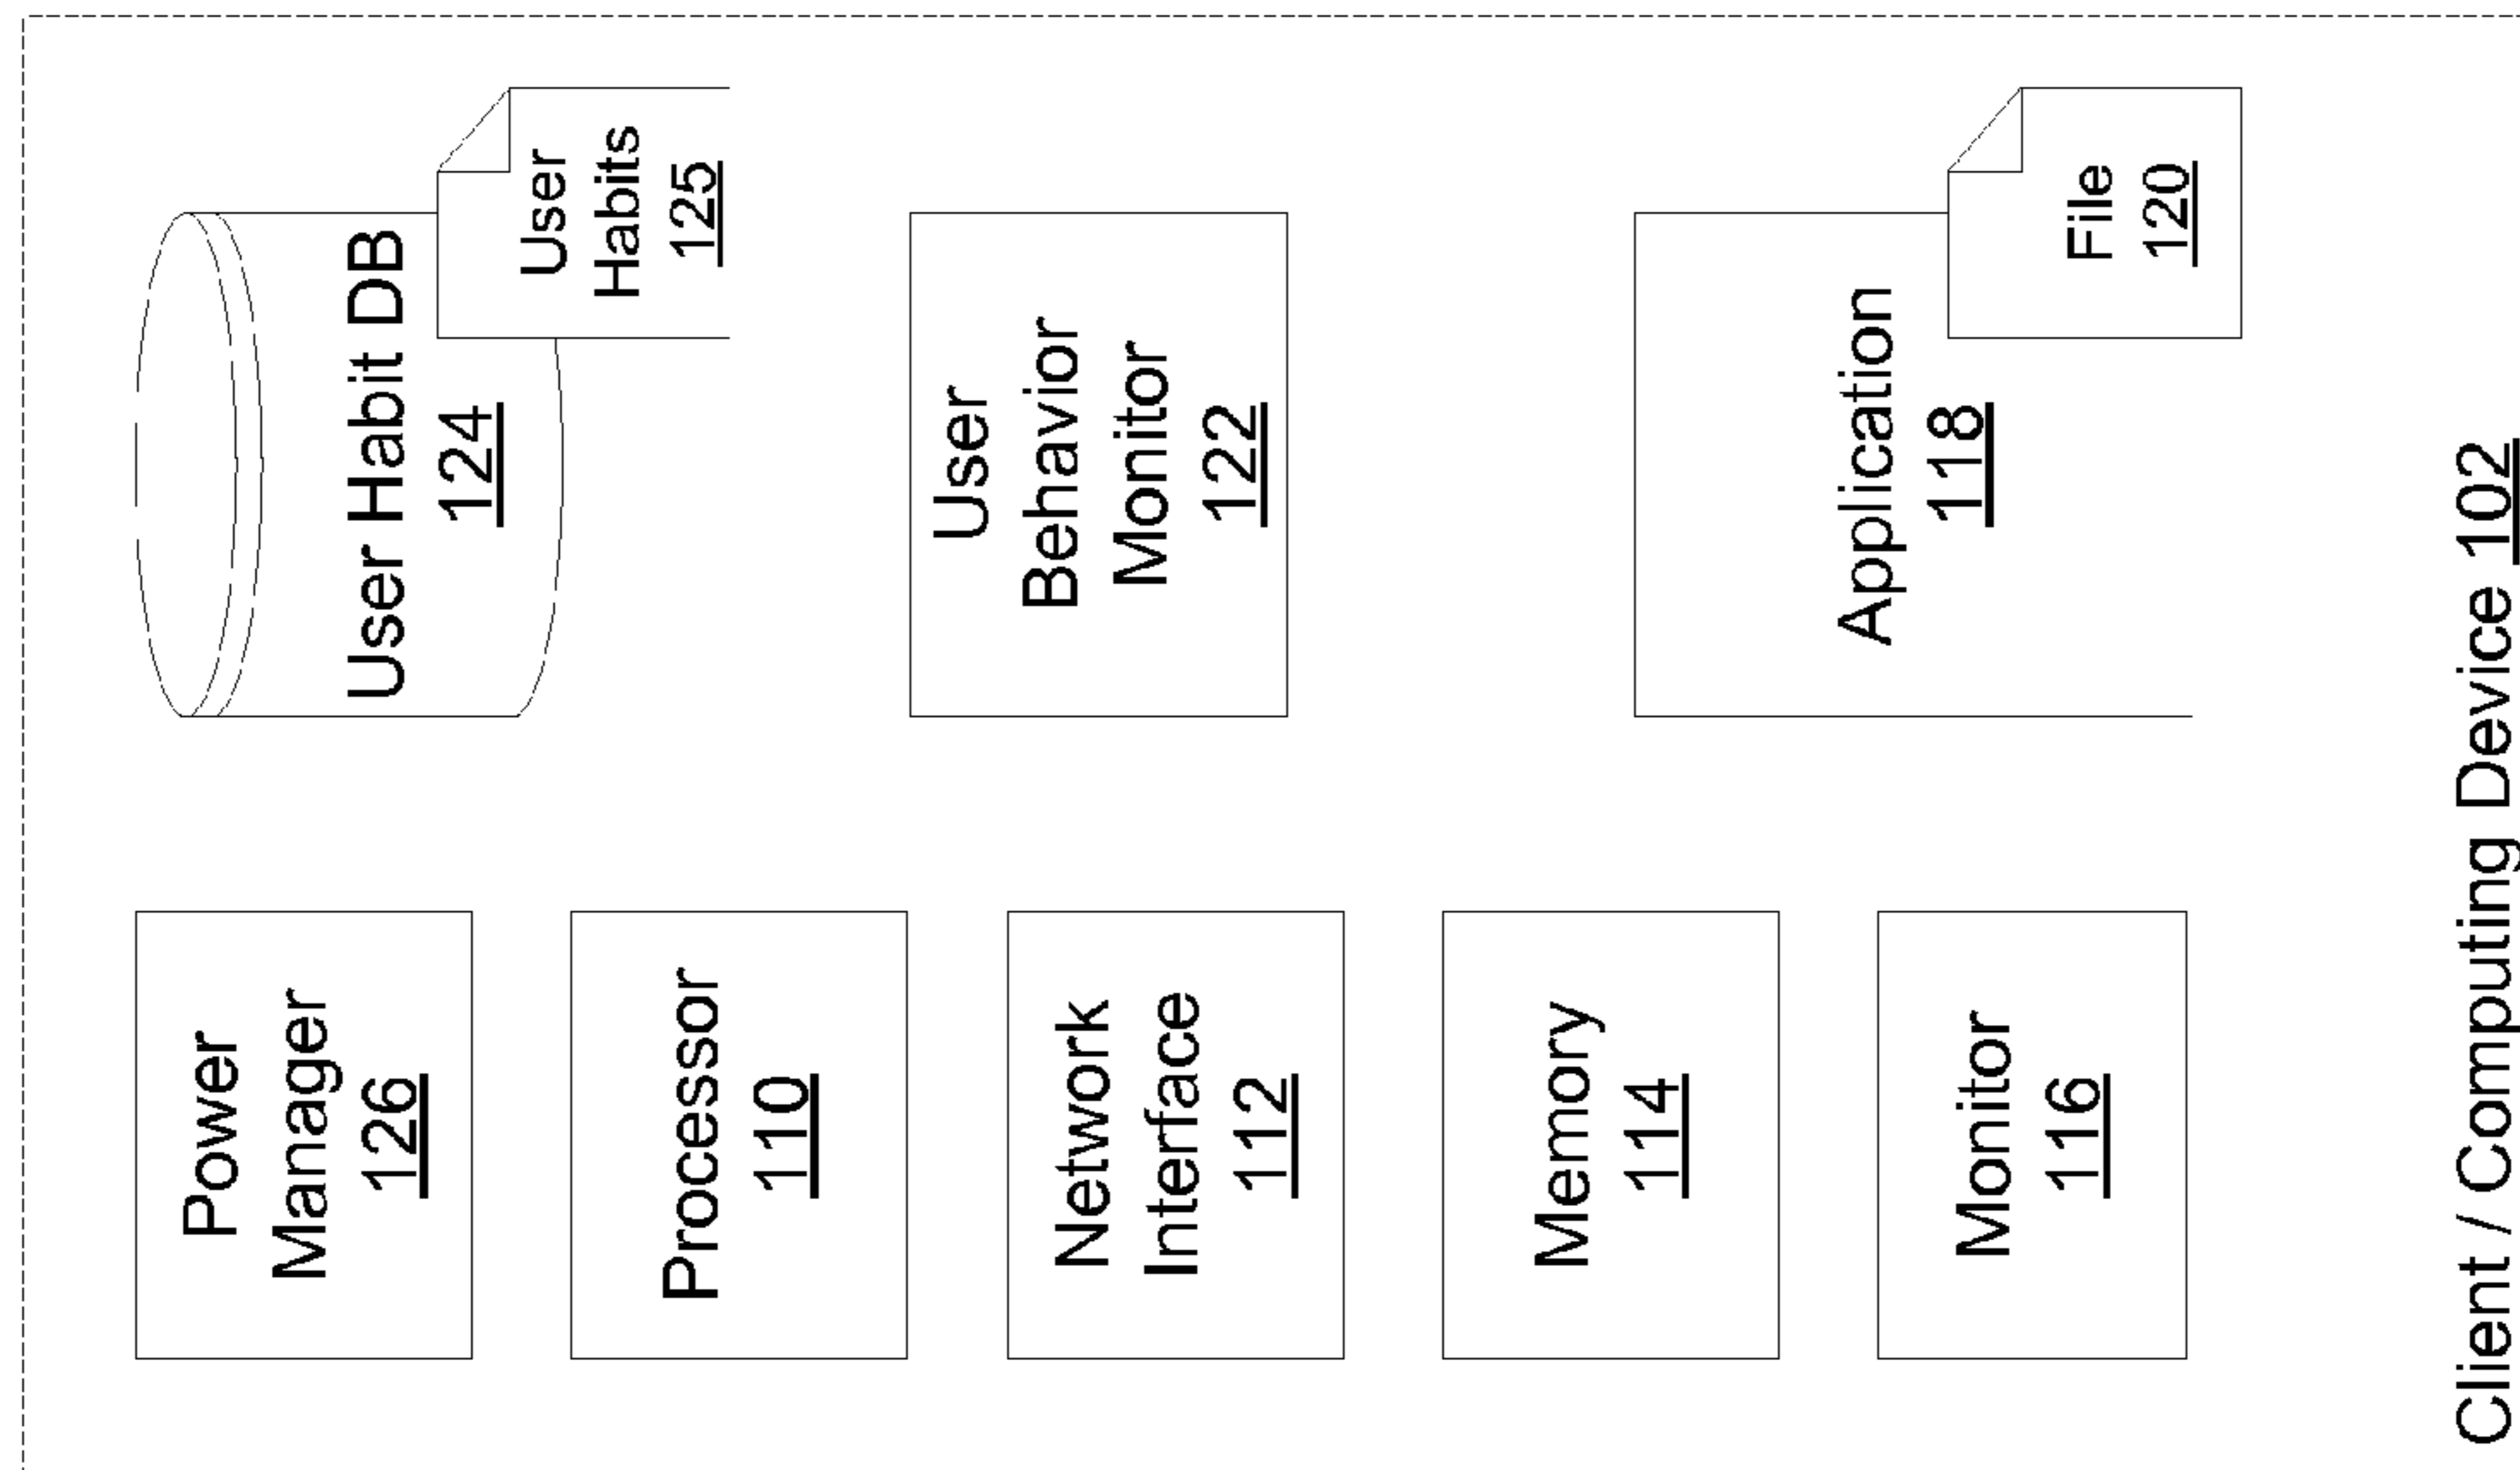 User Habit DB
124
User
Habits
125
User
Behavior
Monitor
122
Application
118
File
120
Power
Manager
126
Processor
110
Network
Interface
112
Memory
114
Monitor
116
Client / Computing Device 102